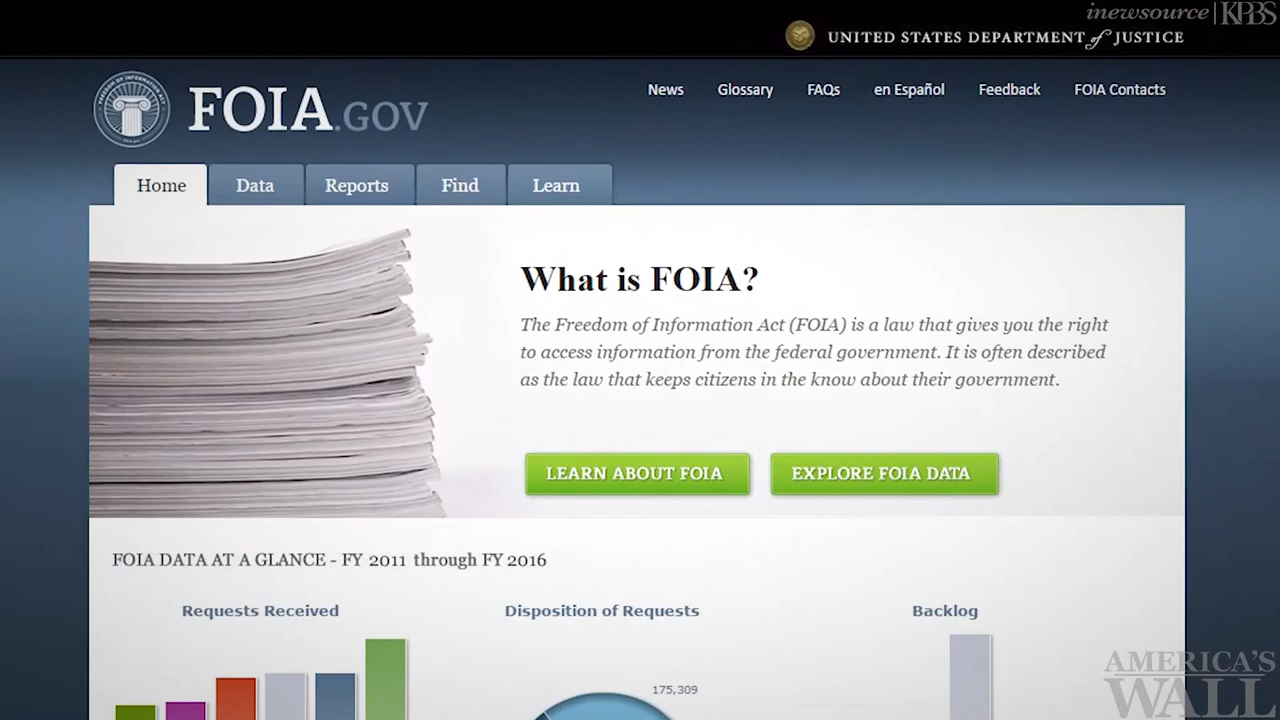 inewsource | KPBS
UNITED STATES DEPARTMENT of JUSTICE
FOIA.GOV
News Glossary FAQs en Español Feedback FOIA Contacts
Home Data Reports Find Learn
What is FOIA?
The Freedom of Information Act (FOIA) is a law that gives you the right
to access information from the federal government. It is often described
as the law that keeps citizens in the know about their government.
LEARN ABOUT FOIA EXPLORE FOIA DATA
FOIA DATA AT A GLANCE - FY 2011 through FY 2016
Requests Received Disposition of Requests Backlog
175,309
AMERICA'S
WALL